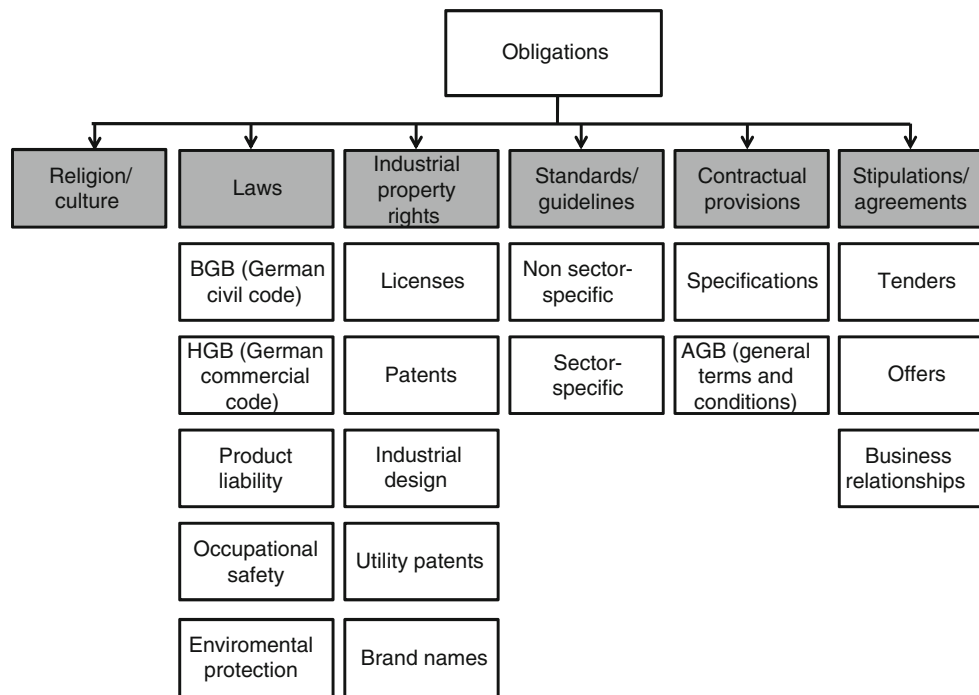 Obligations
Religion/
culture
Laws
Industrial
property
rights
Standards/
guidelines
Contractual
provisions
Stipulations/
agreements
BGB (German
civil code)
Licenses
Non sector-
specific
Specifications
Tenders
HGB (German
commercial
code)
Patents
Sector-
specific
AGB (general
terms and
conditions)
Offers
Product
liability
Industrial
design
Business
relationships
Occupational
safety
Utility patents
Enviromental
protection
Brand names